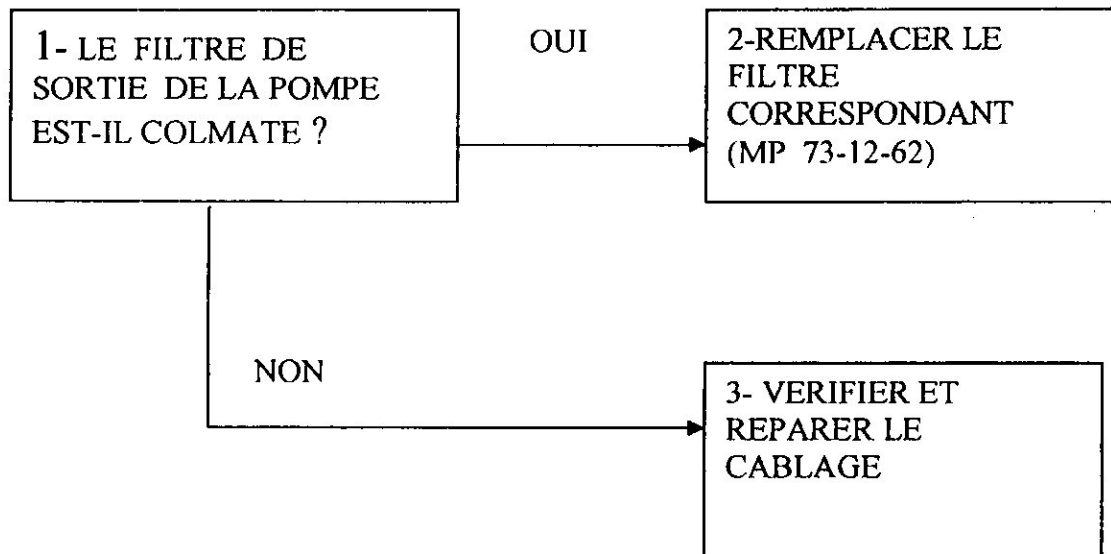 1- LE FILTRE DE
SORTIE DE LA POMPE
EST-IL COLMATE ?
OUI
2-REMPLACER LE
FILTRE
CORRESPONDANT
(MP 73-12-62)
NON
3- VERIFIER ET
REPARER LE
CABLAGE